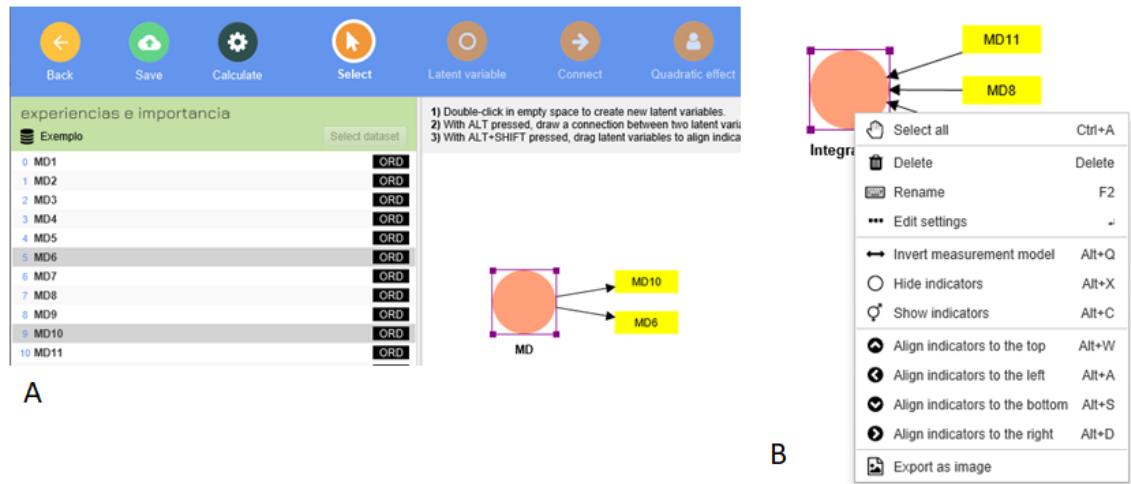 Back Save Calculate Select Latent variable Connect Quadratic effect
experiencias e importancia
Exemplo Select dataset
1) Double-click in empty space to create new latent variables.
2) With ALT pressed, draw a connection between two latent
3) With ALT+SHIFT pressed, drag latent variables to align
0 MD1 ORD
1 MD2 ORD
2 MD3 ORD
3 MD4 ORD
4 MD5 ORD
5 MD6 ORD
6 MD7 ORD
7 MD8 ORD
8 MD9 ORD
9 MD10 ORD
10 MD11 ORD
MD10
MD6
MD
A
MD11
MD8
Integra
Select all Ctrl+A
Delete Delete
Rename F2
Edit settings
Invert measurement model Alt+Q
Hide indicators Alt+X
Show indicators Alt+C
Align indicators to the top Alt+W
Align indicators to the left Alt+A
Align indicators to the bottom Alt+S
Align indicators to the right Alt+D
Export as image
B